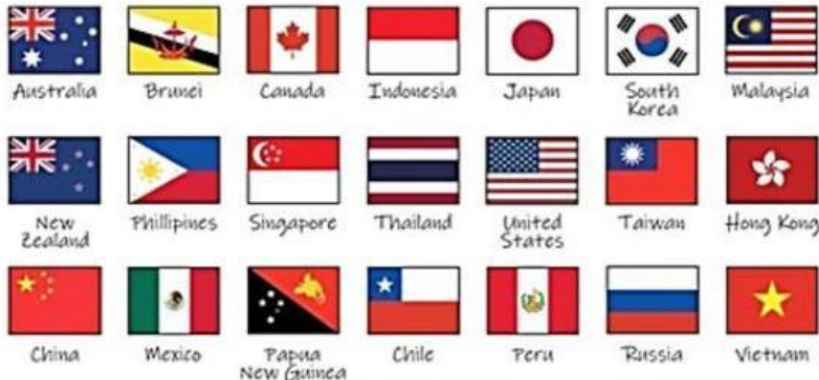 Australia Brunei Canada Indonesia Japan South Korea Malaysia
New Zealand Phillipines Singapore Thailand United States Taiwan Hong Kong
China Mexico Papua New Guinea Chile Peru Russia Vietnam